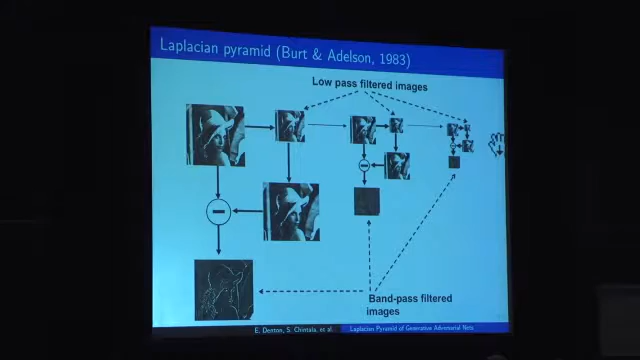 Laplacian pyramid (Burt & Adelson, 1983)
Low pass filtered images
Band-pass filtered
images
E. Denton, S. Chintala, et al.
Laplacian Pyramid of Generative Adversarial Nets